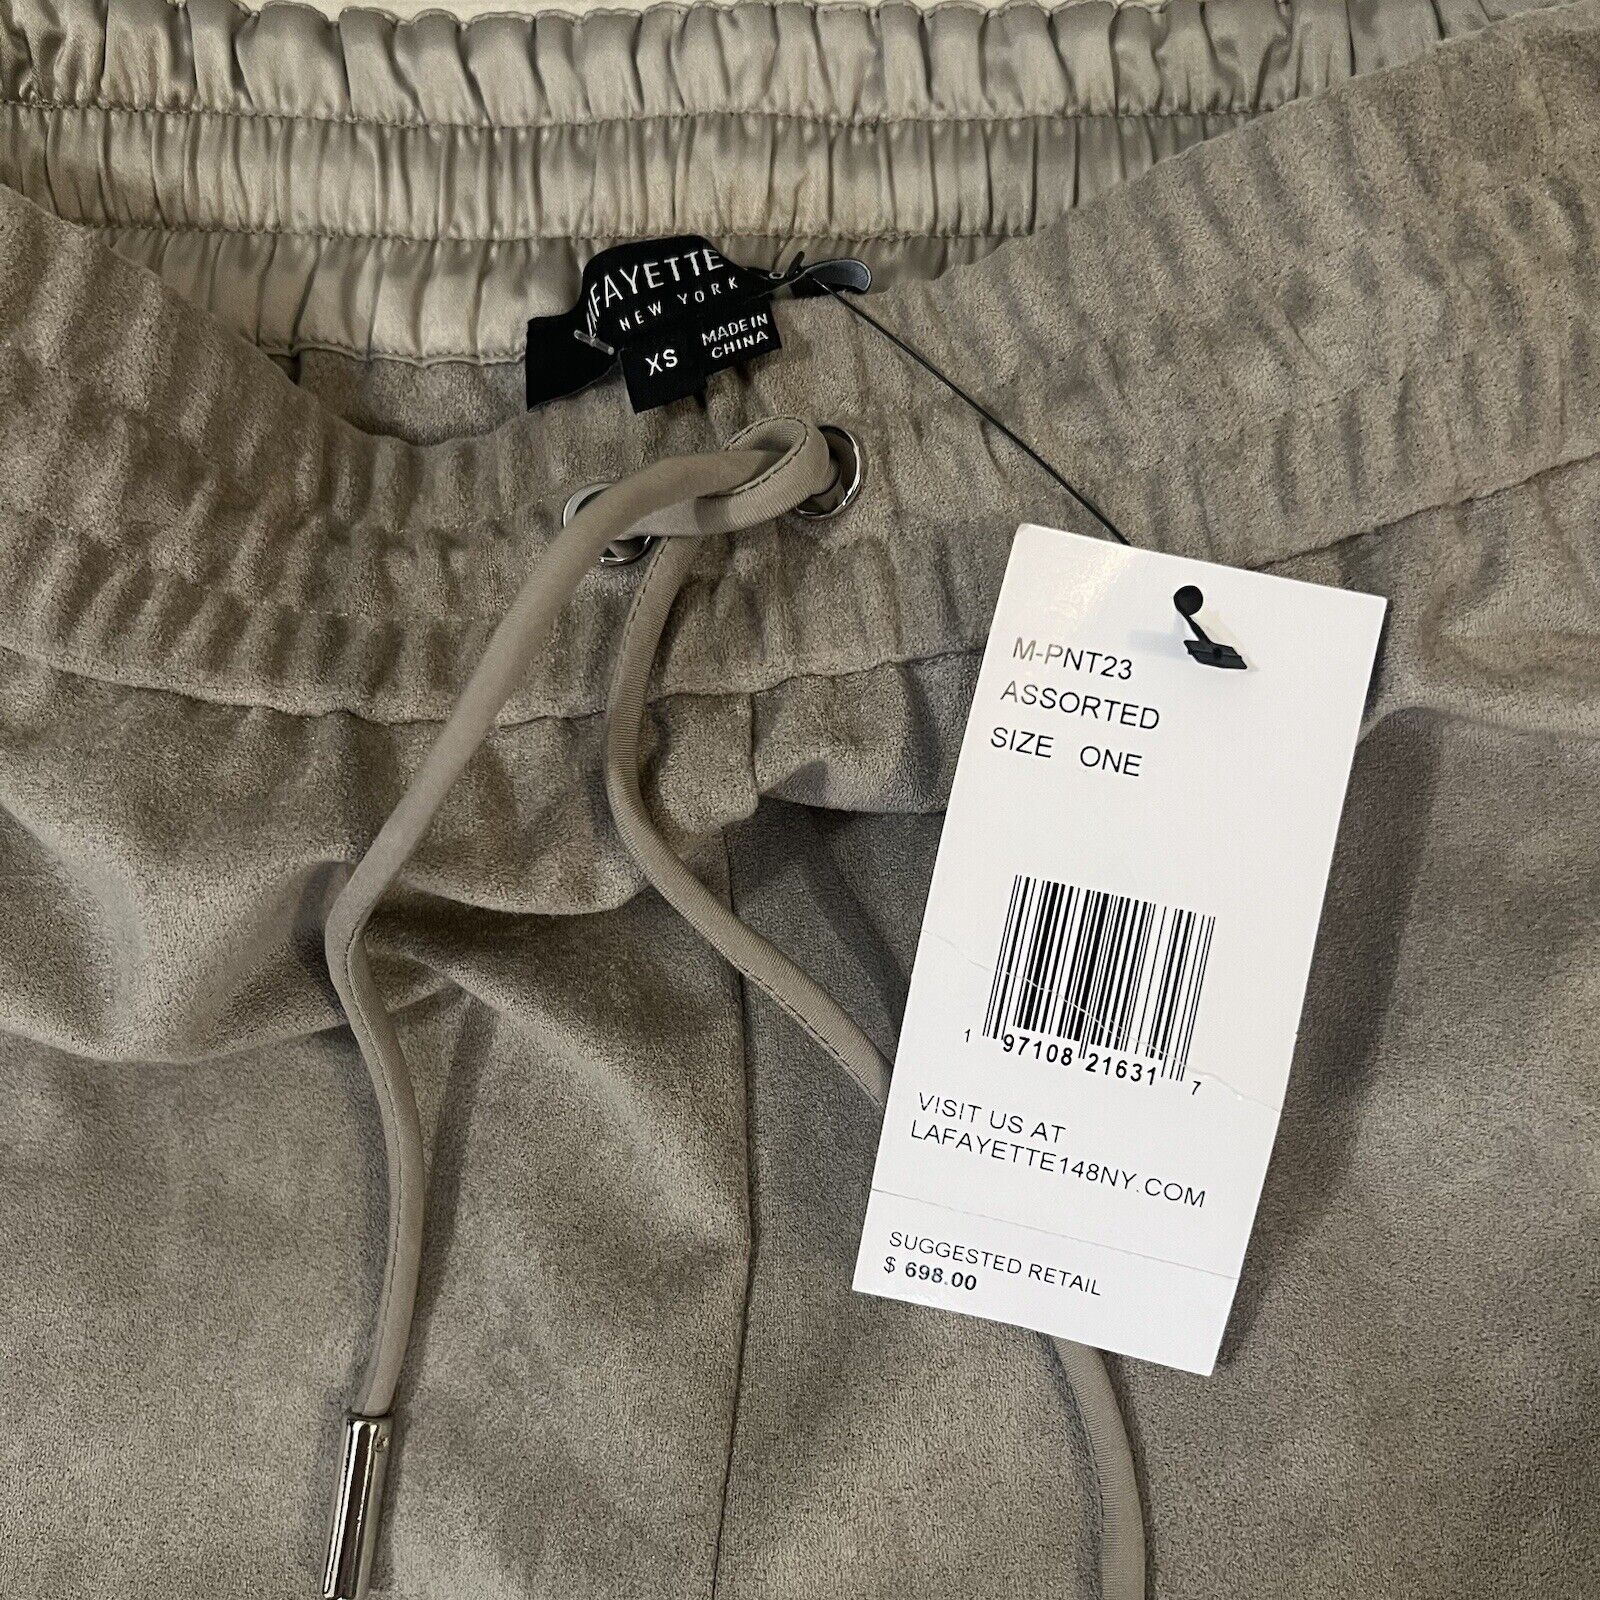 FAYETTE
NEW YORK
XS
MADE IN
CHINA
M-PNT23
ASSORTED
SIZE ONE
1 97108 21631 7
VISIT US AT
LAFAYETTE148NY.COM
SUGGESTED RETAIL
$ 698.00